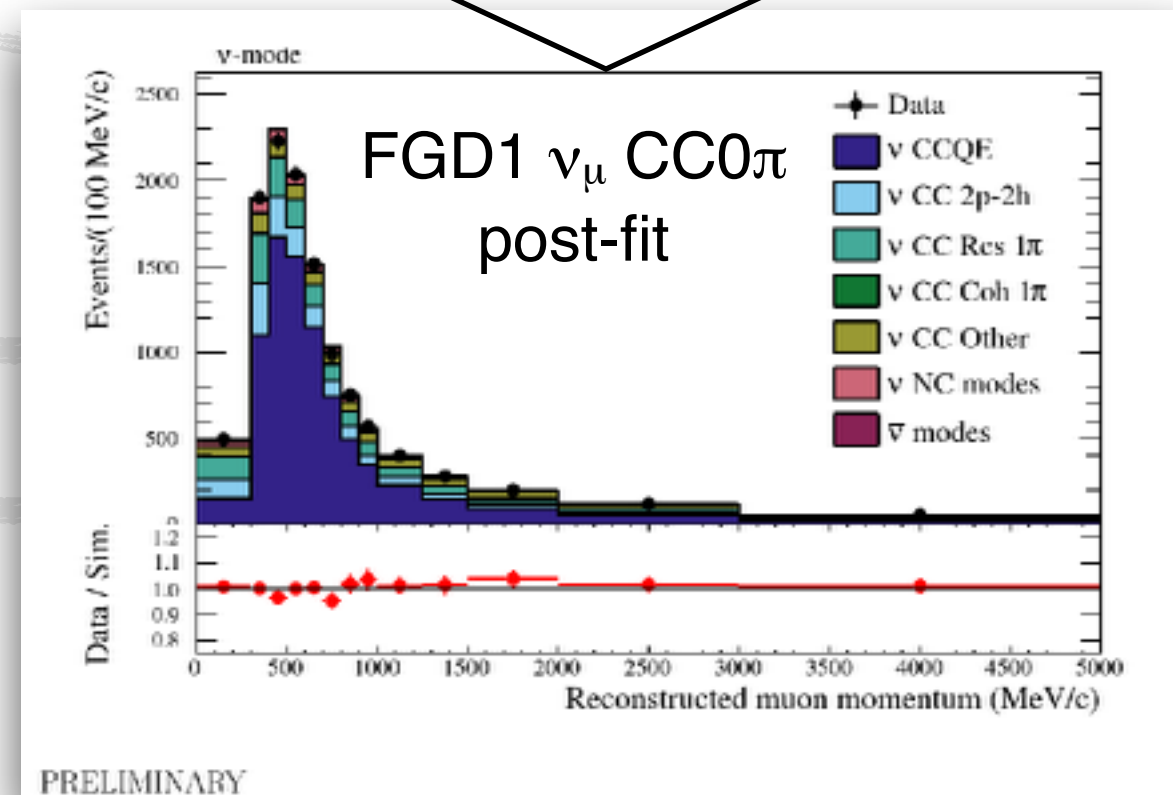 ν-mode
Events/(100 MeV/c)
2500
2000
1500
1000
500
0
FGD1 νμ CC0π
post-fit
Data
ν CCQE
ν CC 2p-2h
ν CC Res 1π
ν CC Coh 1π
ν CC Other
ν NC modes
ν̅ modes
Data / Sim.
1.2
1.1
1.0
0.9
0.8
0 500 1000 1500 2000 2500 3000 3500 4000 4500 5000
Reconstructed muon momentum (MeV/c)
PRELIMINARY